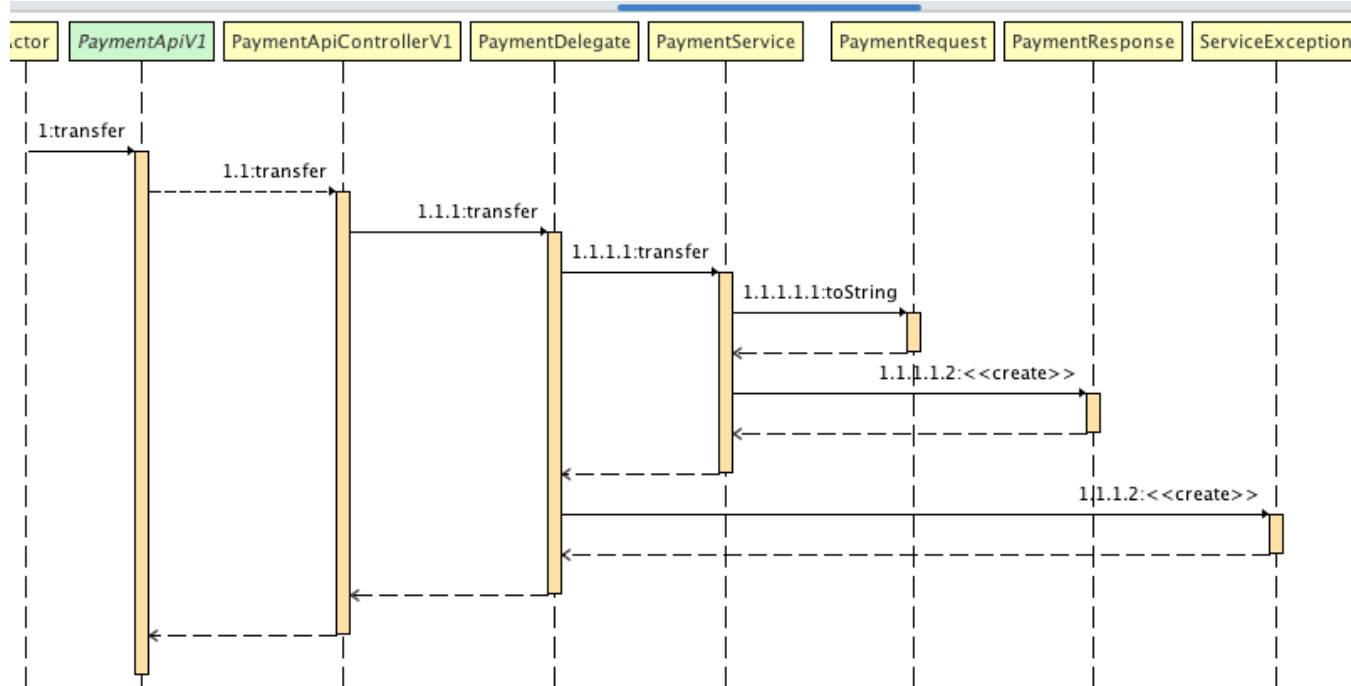 ctor
PaymentApiV1
PaymentApiControllerV1
PaymentDelegate
PaymentService
PaymentRequest
PaymentResponse
ServiceException
1:transfer
1.1:transfer
1.1.1:transfer
1.1.1.1:transfer
1.1.1.1.1:toString
1.1.1.1.2:<<create>>
1.1.1.2:<<create>>